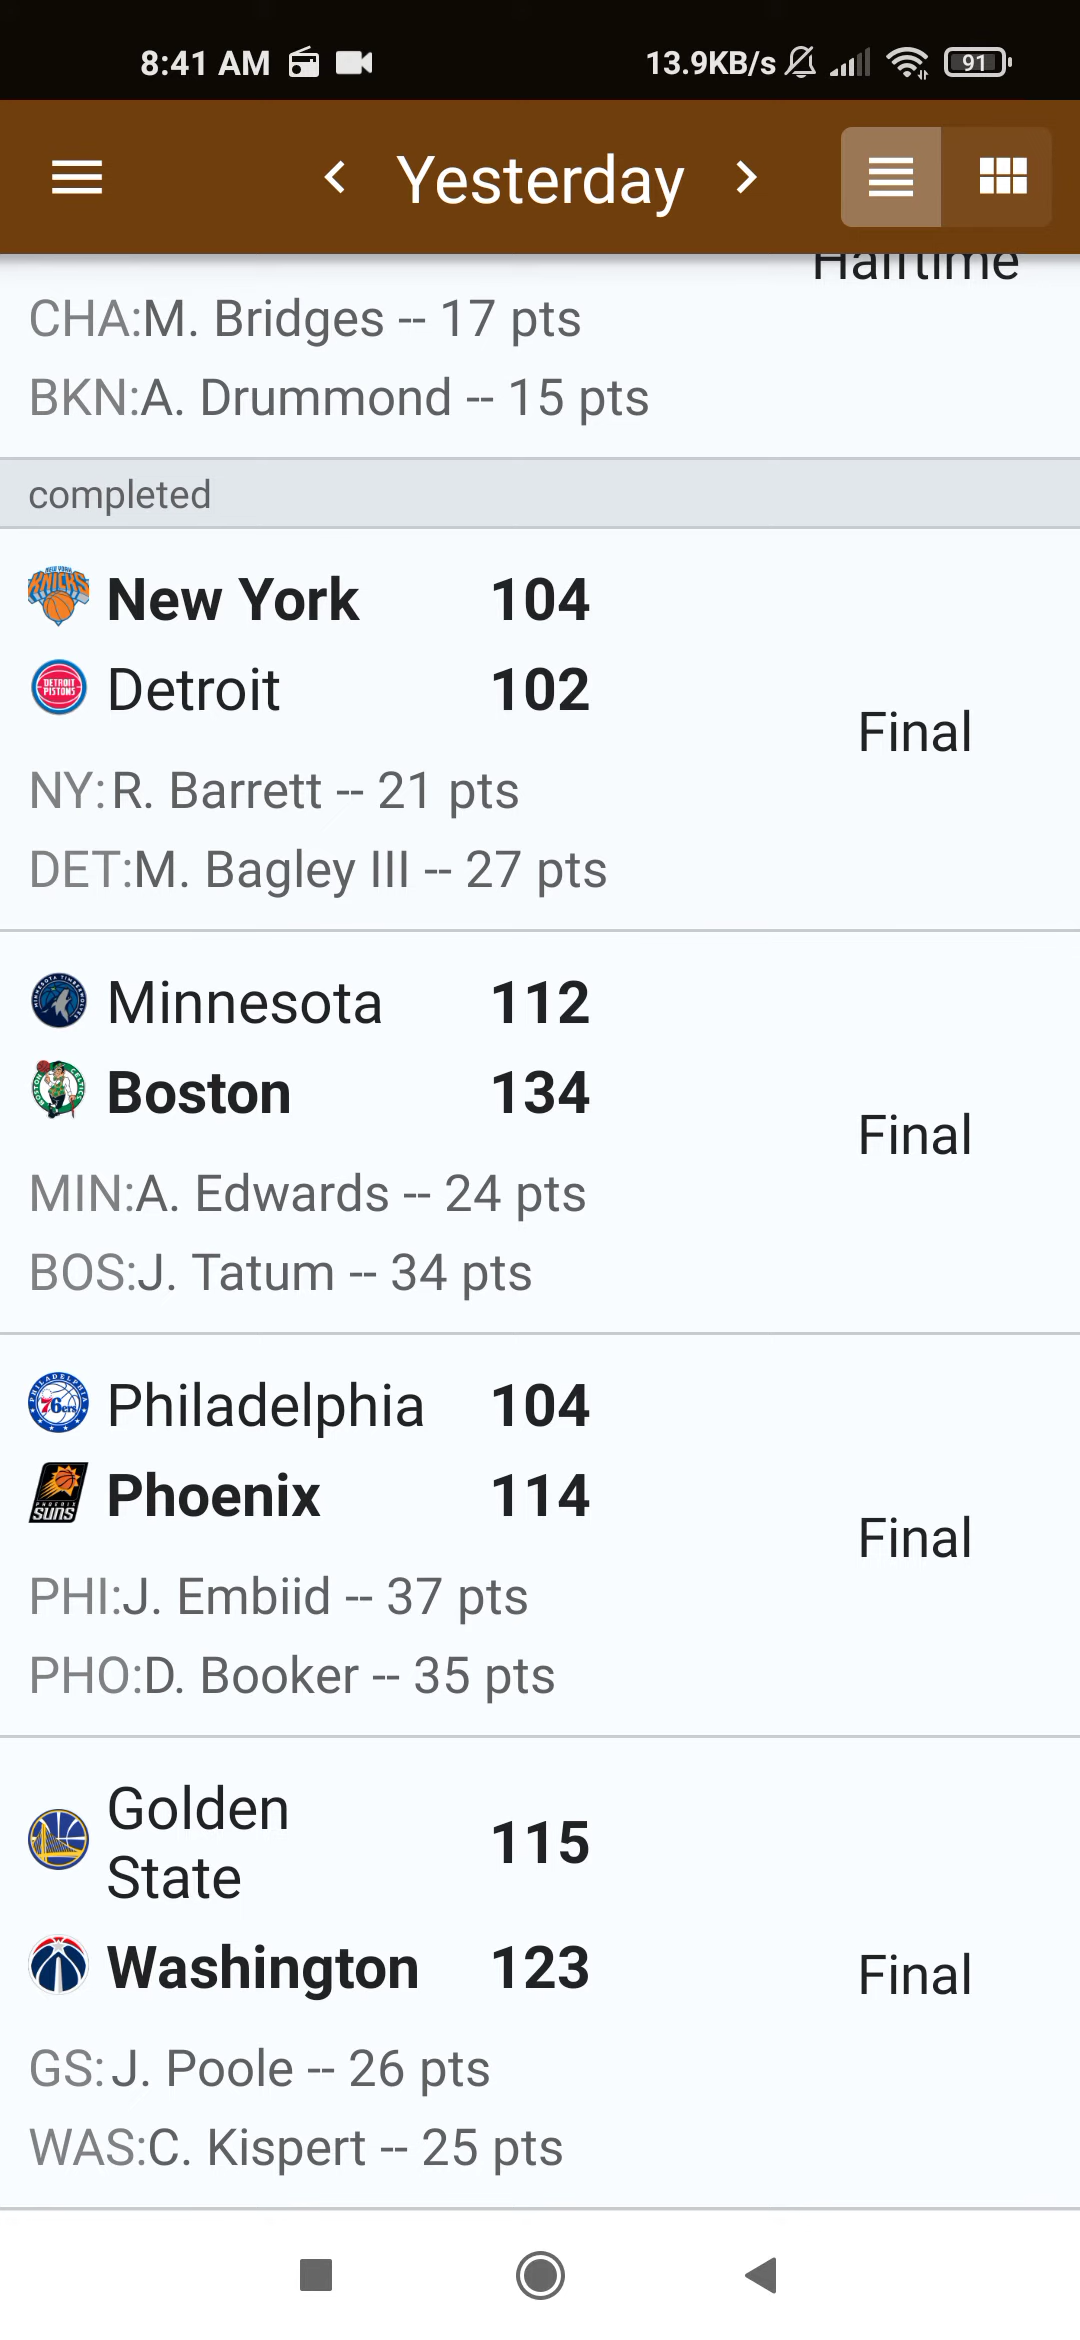 8:41 AM
13.9KB/s
91
Yesterday
Halftime
CHA:M. Bridges -- 17 pts
BKN:A. Drummond -- 15 pts
completed
New York 104
Detroit 102
Final
NY:R. Barrett -- 21 pts
DET:M. Bagley III -- 27 pts
Minnesota 112
Boston 134
Final
MIN:A. Edwards -- 24 pts
BOS:J. Tatum -- 34 pts
Philadelphia 104
Phoenix 114
Final
PHI:J. Embiid -- 37 pts
PHO:D. Booker -- 35 pts
Golden
State 115
Washington 123
Final
GS:J. Poole -- 26 pts
WAS:C. Kispert -- 25 pts